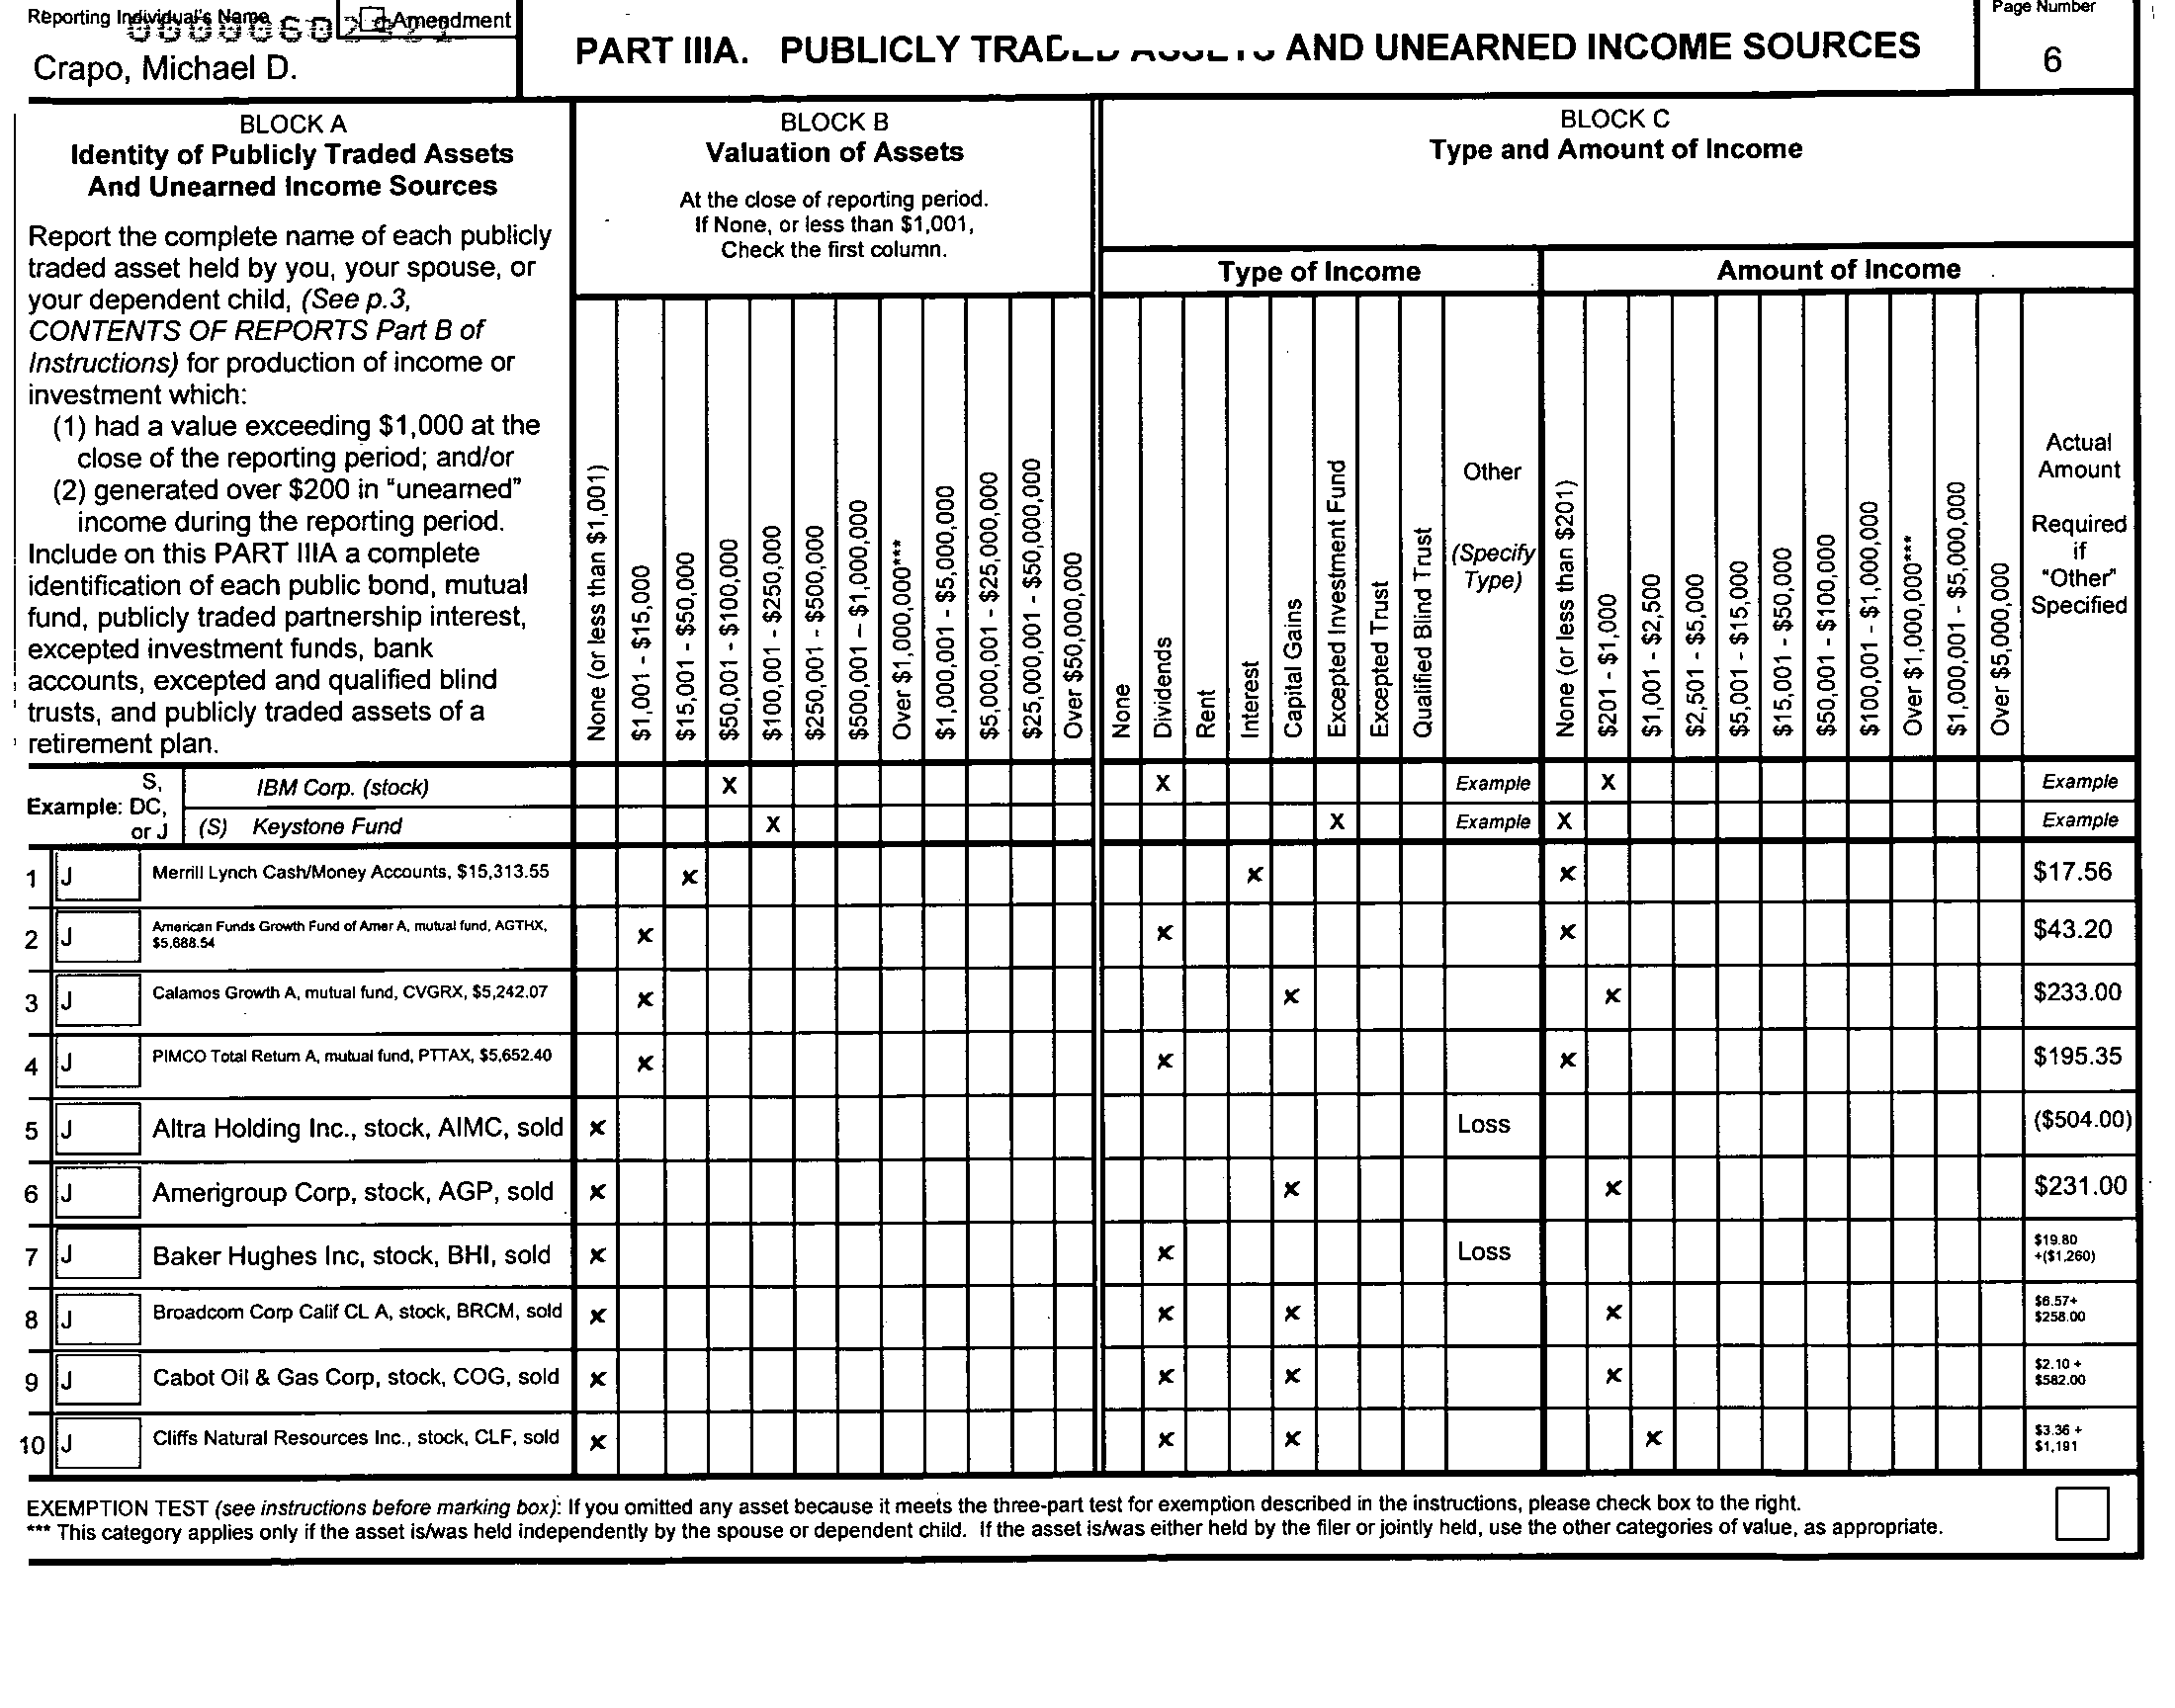 Reporting Individual's Name
Amendment
Crapo, Michael D.
PART IIIA. PUBLICLY TRADED ASSETS AND UNEARNED INCOME SOURCES
Page Number
6
BLOCK A
Identity of Publicly Traded Assets
And Unearned Income Sources
Report the complete name of each publicly
traded asset held by you, your spouse, or
your dependent child, (See p.3,
CONTENTS OF REPORTS Part B of
Instructions) for production of income or
investment which:
(1) had a value exceeding $1,000 at the
close of the reporting period; and/or
(2) generated over $200 in "unearned"
income during the reporting period.
Include on this PART IIIA a complete
identification of each public bond, mutual
fund, publicly traded partnership interest,
excepted investment funds, bank
accounts, excepted and qualified blind
trusts, and publicly traded assets of a
retirement plan.
BLOCK B
Valuation of Assets
At the close of reporting period.
If None, or less than $1,001,
Check the first column.
None (or less than $1,001)
$1,001 - $15,000
$15,001 - $50,000
$50,001 - $100,000
$100,001 - $250,000
$250,001 - $500,000
$500,001 – $1,000,000
Over $1,000,000***
$1,000,001 - $5,000,000
$5,000,001 - $25,000,000
$25,000,001 - $50,000,000
Over $50,000,000
BLOCK C
Type and Amount of Income
Type of Income
None
Dividends
Rent
Interest
Capital Gains
Excepted Investment Fund
Excepted Trust
Qualified Blind Trust
Other
(Specify
Type)
Amount of Income
None (or less than $201)
$201 - $1,000
$1,001 - $2,500
$2,501 - $5,000
$5,001 - $15,000
$15,001 - $50,000
$50,001 - $100,000
$100,001 - $1,000,000
Over $1,000,000***
$1,000,001 - $5,000,000
Over $5,000,000
Actual
Amount
Required
if
"Other"
Specified
Example: S, DC, or J
IBM Corp. (stock) X X Example X Example
(S) Keystone Fund X X Example X Example
1 J Merrill Lynch Cash/Money Accounts, $15,313.55 x x x $17.56
2 J American Funds Growth Fund of Amer A, mutual fund, AGTHX,
$5,688.54 x x x $43.20
3 J Calamos Growth A, mutual fund, CVGRX, $5,242.07 x x x $233.00
4 J PIMCO Total Return A, mutual fund, PTTAX, $5,652.40 x x x $195.35
5 J Altra Holding Inc., stock, AIMC, sold x Loss ($504.00)
6 J Amerigroup Corp, stock, AGP, sold x x x $231.00
7 J Baker Hughes Inc, stock, BHI, sold x x Loss $19.80
+($1,260)
8 J Broadcom Corp Calif CL A, stock, BRCM, sold x x x x $6.57+
$258.00
9 J Cabot Oil & Gas Corp, stock, COG, sold x x x x $2.10 +
$582.00
10 J Cliffs Natural Resources Inc., stock, CLF, sold x x x x $3.36 +
$1,191
EXEMPTION TEST (see instructions before marking box): If you omitted any asset because it meets the three-part test for exemption described in the instructions, please check box to the right.
*** This category applies only if the asset is/was held independently by the spouse or dependent child. If the asset is/was either held by the filer or jointly held, use the other categories of value, as appropriate.